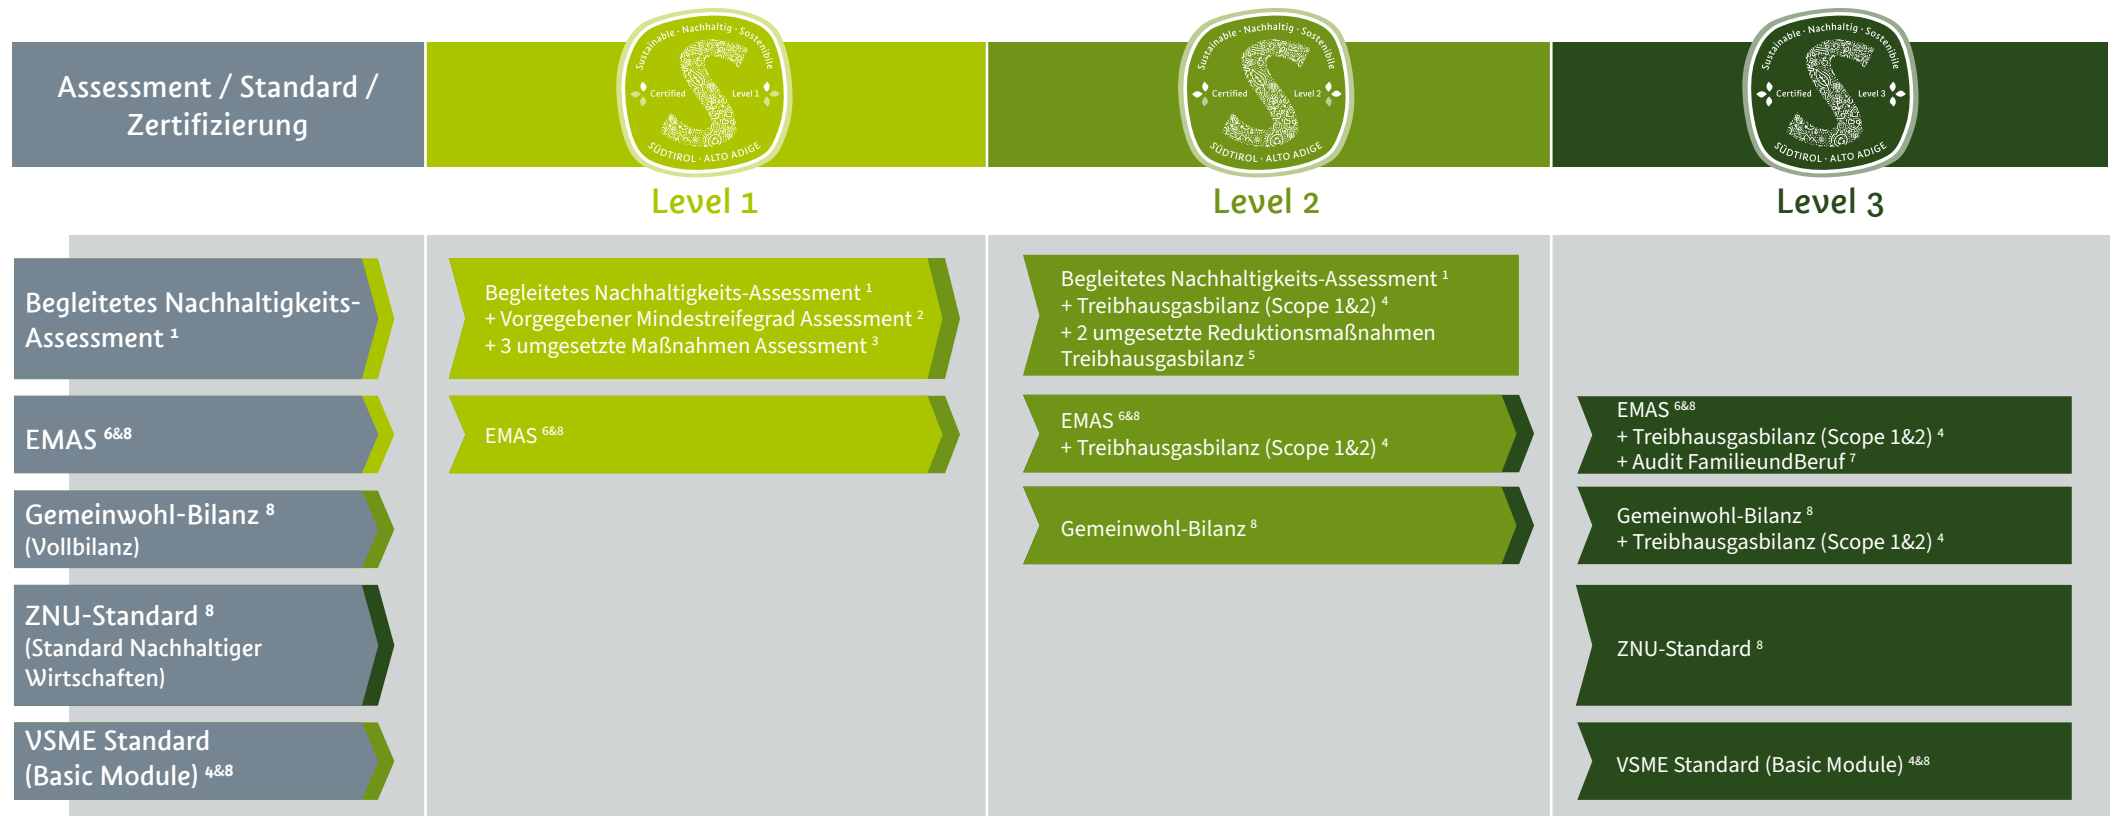 Assessment / Standard /
Zertifizierung
Sustainable · Nachhaltig · Sostenibile
Certified
Level 1
SÜDTIROL · ALTO ADIGE
Level 1
Sustainable · Nachhaltig · Sostenibile
Certified
Level 2
SÜDTIROL · ALTO ADIGE
Level 2
Sustainable · Nachhaltig · Sostenibile
Certified
Level 3
SÜDTIROL · ALTO ADIGE
Level 3
Begleitetes Nachhaltigkeits-
Assessment ¹
Begleitetes Nachhaltigkeits-Assessment ¹
+ Vorgegebener Mindestreifegrad Assessment ²
+ 3 umgesetzte Maßnahmen Assessment ³
Begleitetes Nachhaltigkeits-Assessment ¹
+ Treibhausgasbilanz (Scope 1&2) ⁴
+ 2 umgesetzte Reduktionsmaßnahmen
Treibhausgasbilanz ⁵
EMAS ⁶&⁸
EMAS ⁶&⁸
EMAS ⁶&⁸
+ Treibhausgasbilanz (Scope 1&2) ⁴
EMAS ⁶&⁸
+ Treibhausgasbilanz (Scope 1&2) ⁴
+ Audit FamilieundBeruf ⁷
Gemeinwohl-Bilanz ⁸
(Vollbilanz)
Gemeinwohl-Bilanz ⁸
Gemeinwohl-Bilanz ⁸
+ Treibhausgasbilanz (Scope 1&2) ⁴
ZNU-Standard ⁸
(Standard Nachhaltiger
Wirtschaften)
ZNU-Standard ⁸
VSME Standard
(Basic Module) ⁴&⁸
VSME Standard (Basic Module) ⁴&⁸